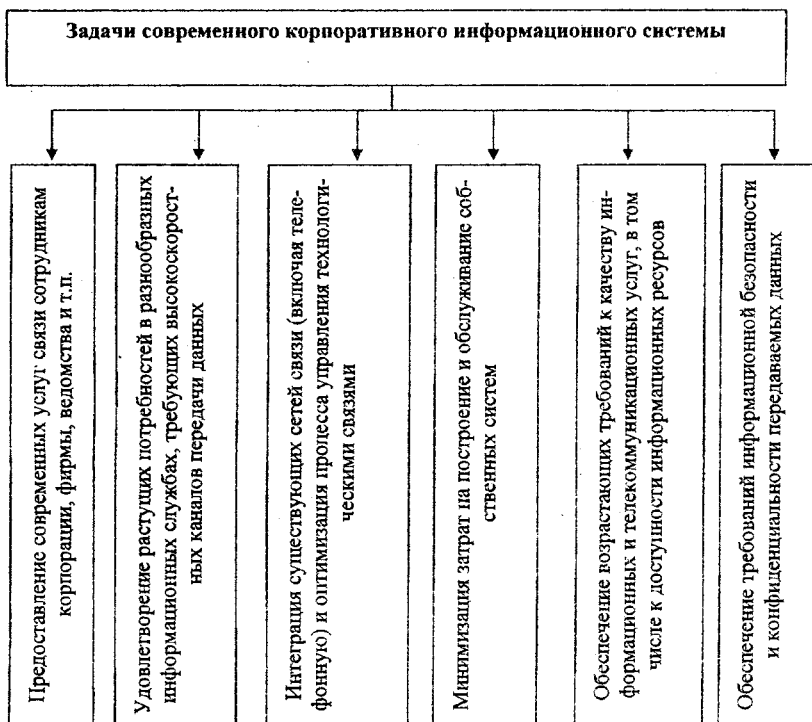 Задачи современного корпоративного информационного системы
Предоставление современных услуг связи сотрудникам
корпорации, фирмы, ведомства и т.п.
Удовлетворение растущих потребностей в разнообразных
информационных службах, требующих высокоскорост-
ных каналов передачи данных
Интеграция существующих сетей связи (включая теле-
фонную) и оптимизация процесса управления технологи-
ческими связями
Минимизация затрат на построение и обслуживание соб-
ственных систем
Обеспечение возрастающих требований к качеству ин-
формационных и телекоммуникационных услуг, в том
числе к доступности информационных ресурсов
Обеспечение требований информационной безопасности
и конфиденциальности передаваемых данных